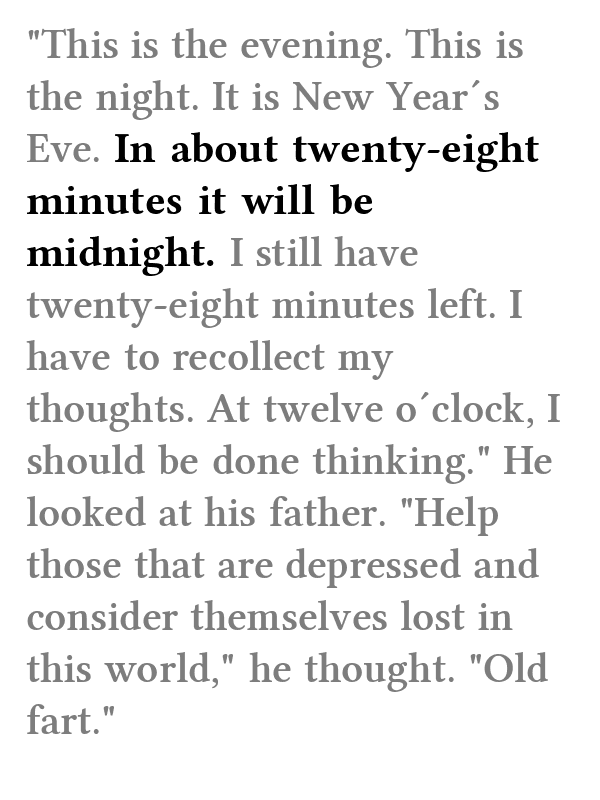 "This is the evening. This is
the night. It is New Year´s
Eve. In about twenty-eight
minutes it will be
midnight. I still have
twenty-eight minutes left. I
have to recollect my
thoughts. At twelve o´clock, I
should be done thinking." He
looked at his father. "Help
those that are depressed and
consider themselves lost in
this world," he thought. "Old
fart."